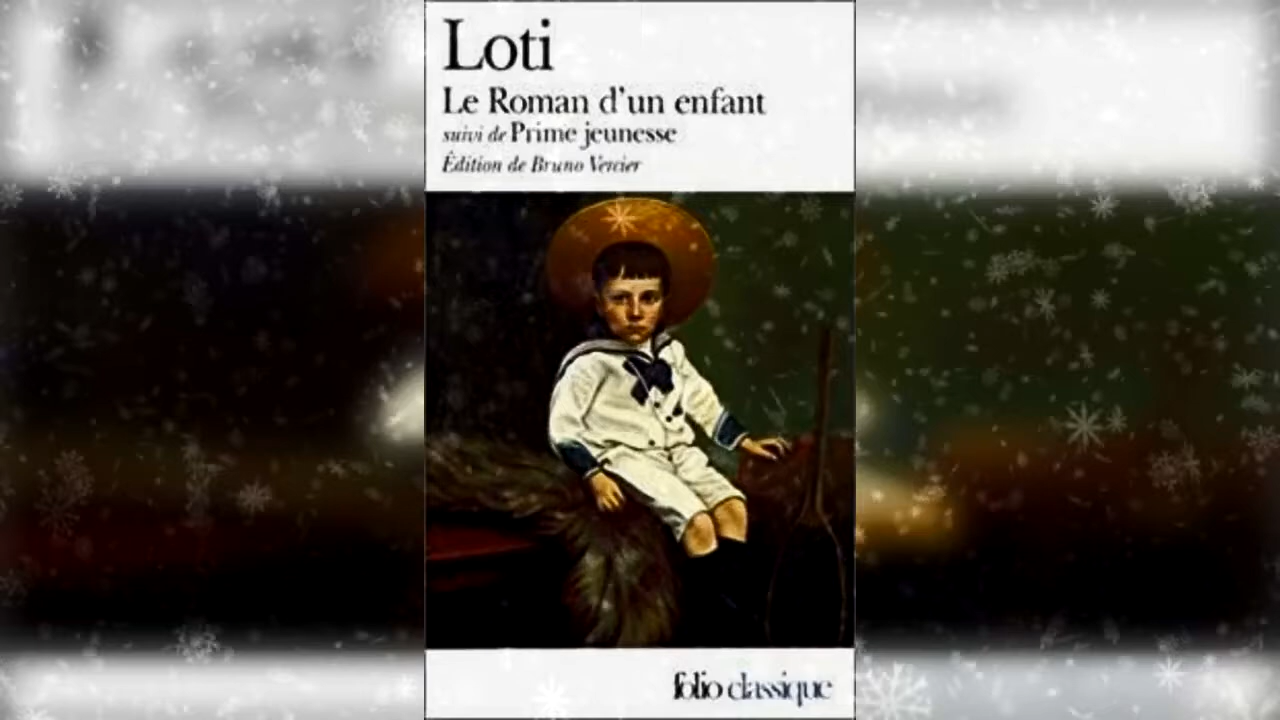 Loti
Le Roman d'un enfant
suivi de Prime jeunesse
Édition de Bruno Vercier
folio classique